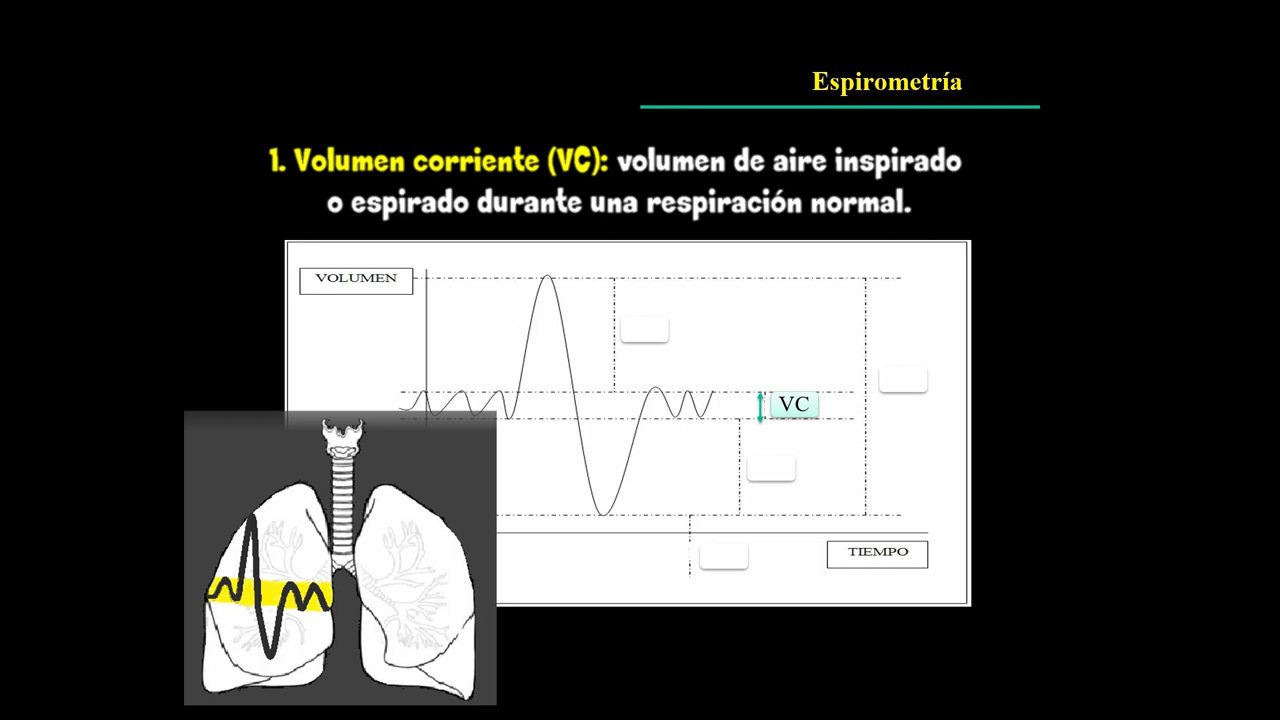 Espirometría
1. Volumen corriente (VC): volumen de aire inspirado
o espirado durante una respiración normal.
VOLUMEN
VC
TIEMPO